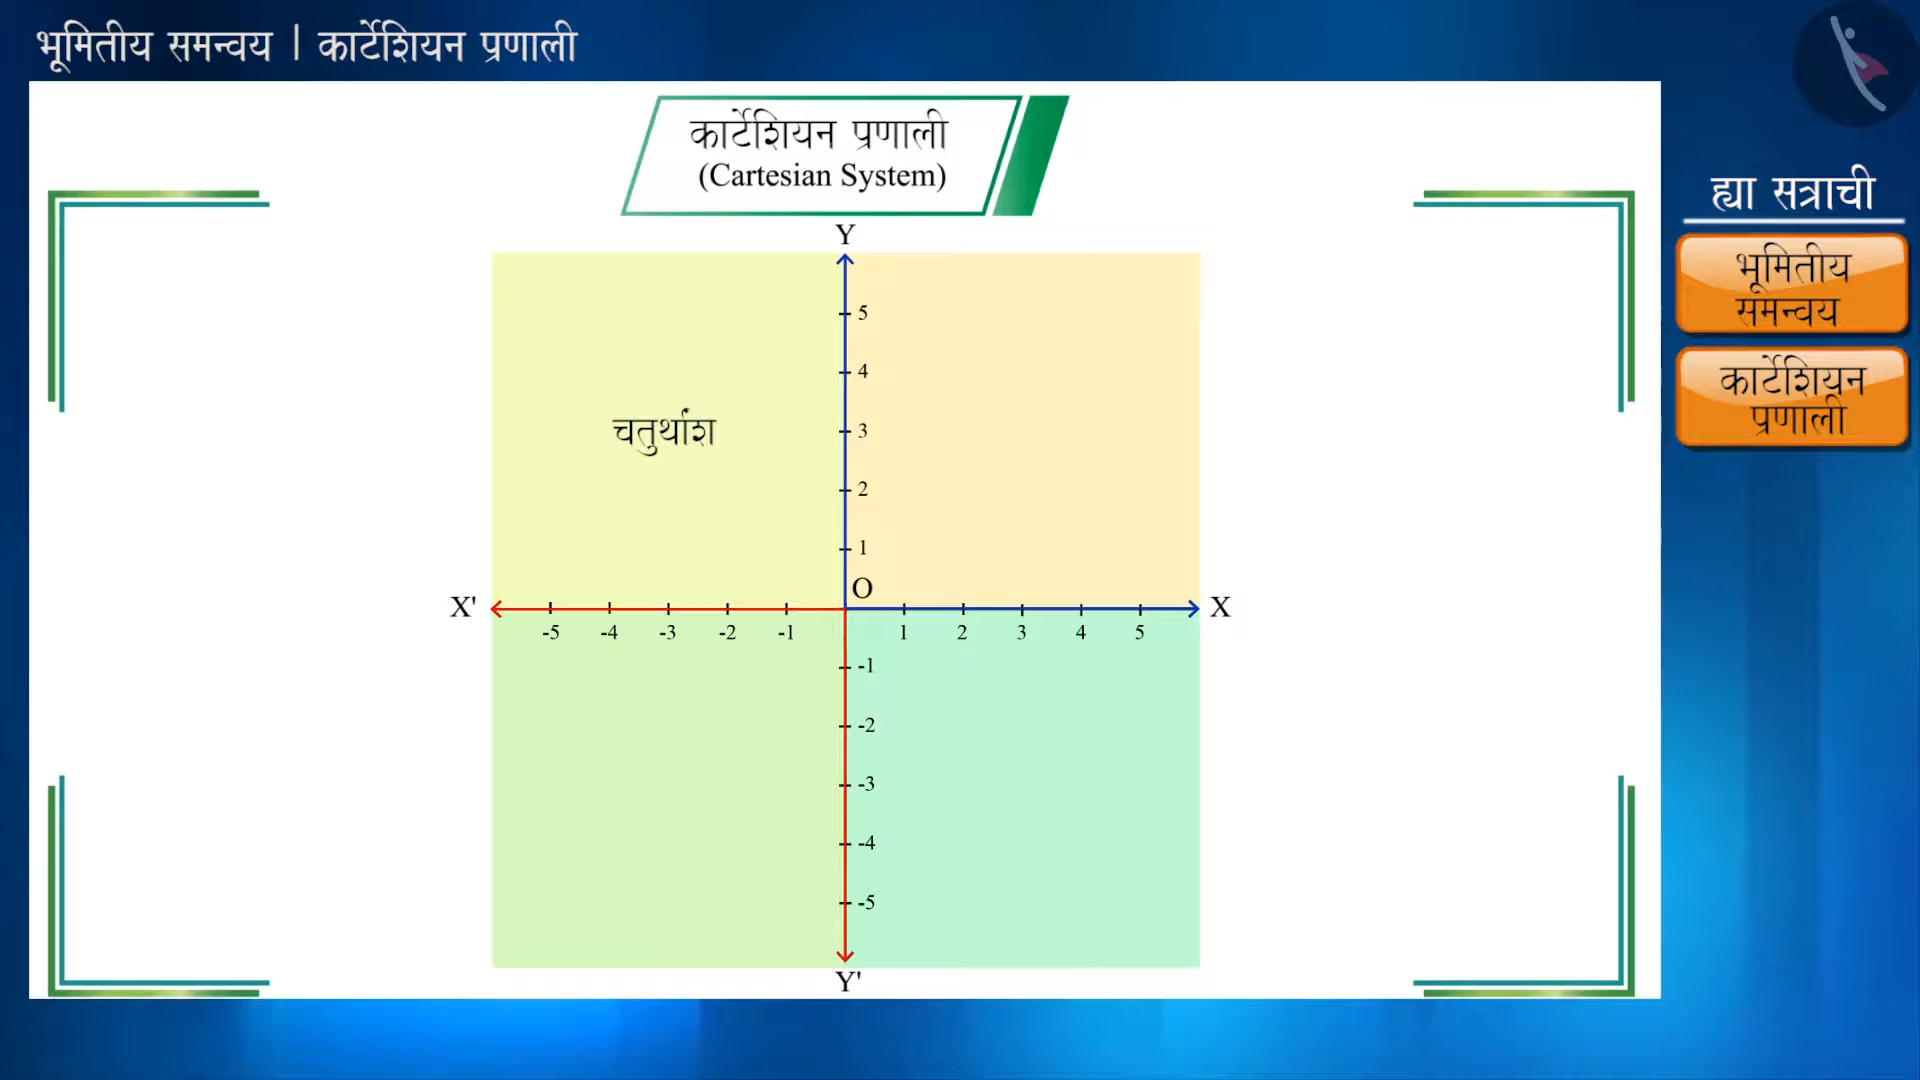 भूमितीय समन्वय | कार्टेशियन प्रणाली
कार्टेशियन प्रणाली
(Cartesian System)
ह्या सत्राची
भूमितीय
समन्वय
कार्टेशियन
प्रणाली
Y
5
4
चतुर्थांश
3
2
1
O
X'
X
-5 -4 -3 -2 -1 1 2 3 4 5
-1
-2
-3
-4
-5
Y'